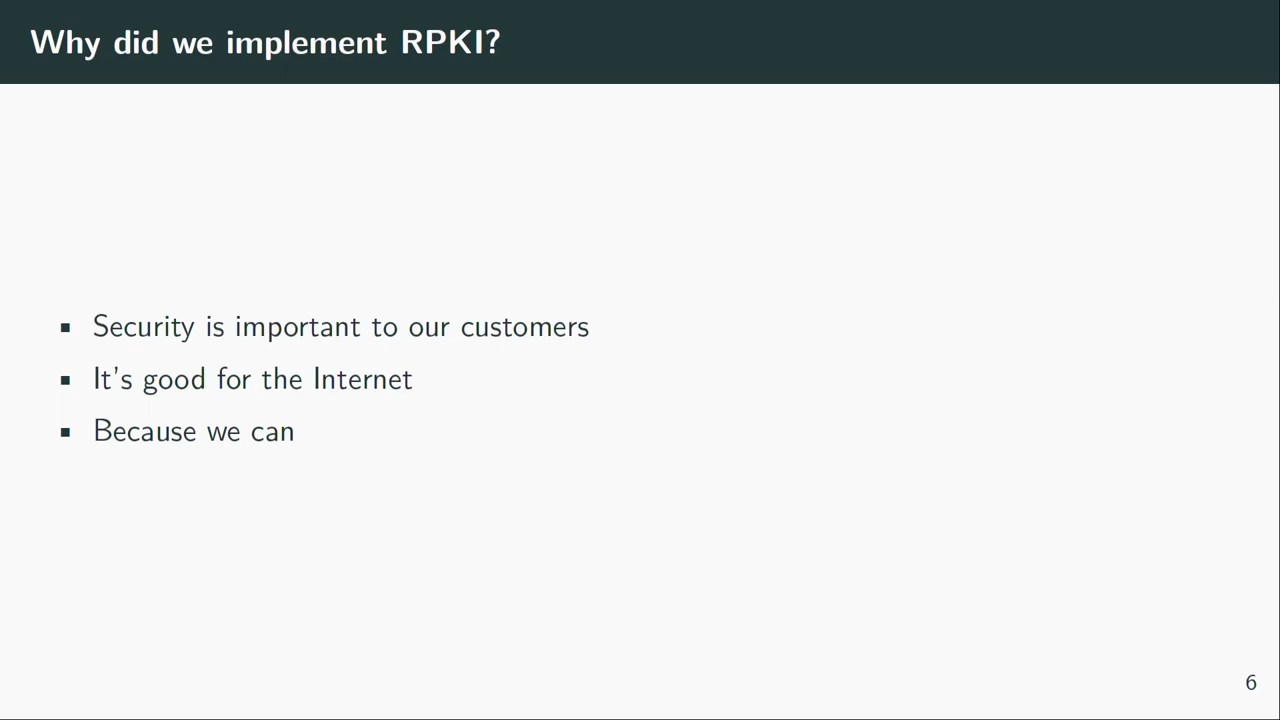 Why did we implement RPKI?
▪ Security is important to our customers
▪ It's good for the Internet
▪ Because we can
6